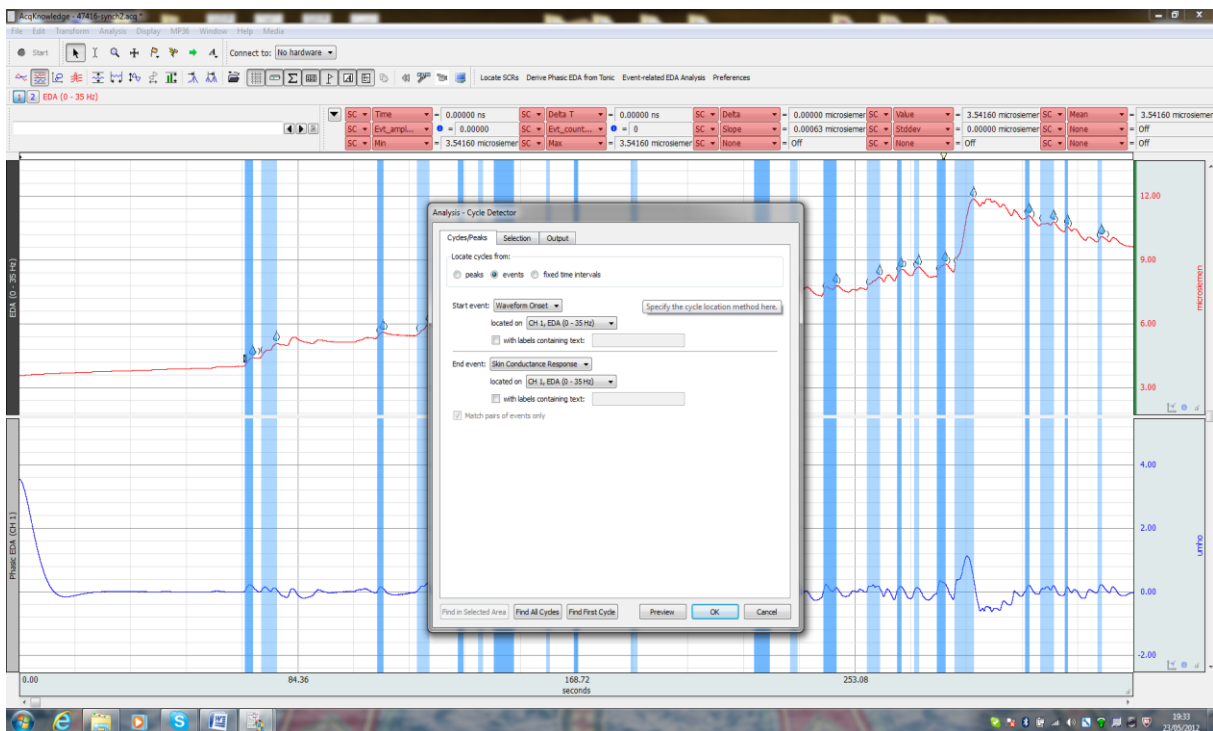 AcqKnowledge - 47416-synch2.acq *
File Edit Transform Analysis Display MP36 Window Help Media
Start Connect to: No hardware
Locate SCRs Derive Phasic EDA from Tonic Event-related EDA Analysis Preferences
1 2 EDA (0 - 35 Hz)
SC Time = 0.00000 ns SC Delta T = 0.00000 ns SC Delta = 0.00000 microsiemer SC Value = 3.54160 microsiemer SC Mean = 3.54160 microsiemer
SC Evt_ampl... = 0.00000 SC Evt_count... = 0 SC Slope = 0.00063 microsiemer SC Stddev = 0.00000 microsiemer SC None = Off
SC Min = 3.54160 microsiemer SC Max = 3.54160 microsiemer SC None = Off SC None = Off SC None = Off
EDA (0 - 35 Hz)
12.00
9.00
6.00
3.00
microsiemen
Analysis - Cycle Detector
Cycles/Peaks Selection Output
Locate cycles from:
peaks events fixed time intervals
Start event: Waveform Onset
Specify the cycle location method here.
located on CH 1, EDA (0 - 35 Hz)
with labels containing text:
End event: Skin Conductance Response
located on CH 1, EDA (0 - 35 Hz)
with labels containing text:
Match pairs of events only
Find in Selected Area Find All Cycles Find First Cycle Preview OK Cancel
Phasic EDA (CH 1)
4.00
2.00
0.00
-2.00
umho
0.00 84.36 168.72 253.08
seconds
19:33
23/05/2012